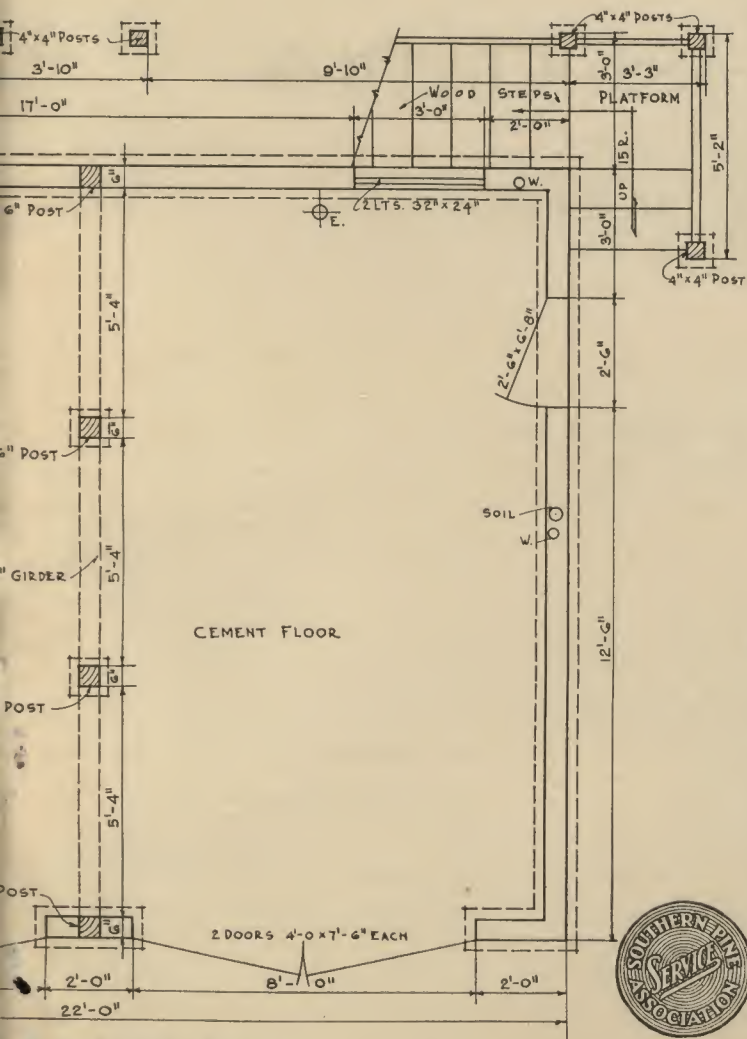 4"x4" POSTS
4"x4" POSTS
3'-10"
9'-10"
3'-0"
3'-3"
WOOD STEPS
PLATFORM
17'-0"
3'-0"
2'-0"
15 R.
UP
5'-2"
6"
W.
6" POST
E.
2 LTS. 32" x 24"
3'-0"
4"x4" POST
5'-4"
2'-6" x 6'-8"
2'-6"
6"
6" POST
SOIL
W.
" GIRDER
5'-4"
12'-6"
CEMENT FLOOR
6"
POST
5'-4"
POST
6"
2 DOORS 4'-0 x 7'-6" EACH
2'-0"
8'-0"
2'-0"
22'-0"
SOUTHERN PINE
SERVICE
ASSOCIATION